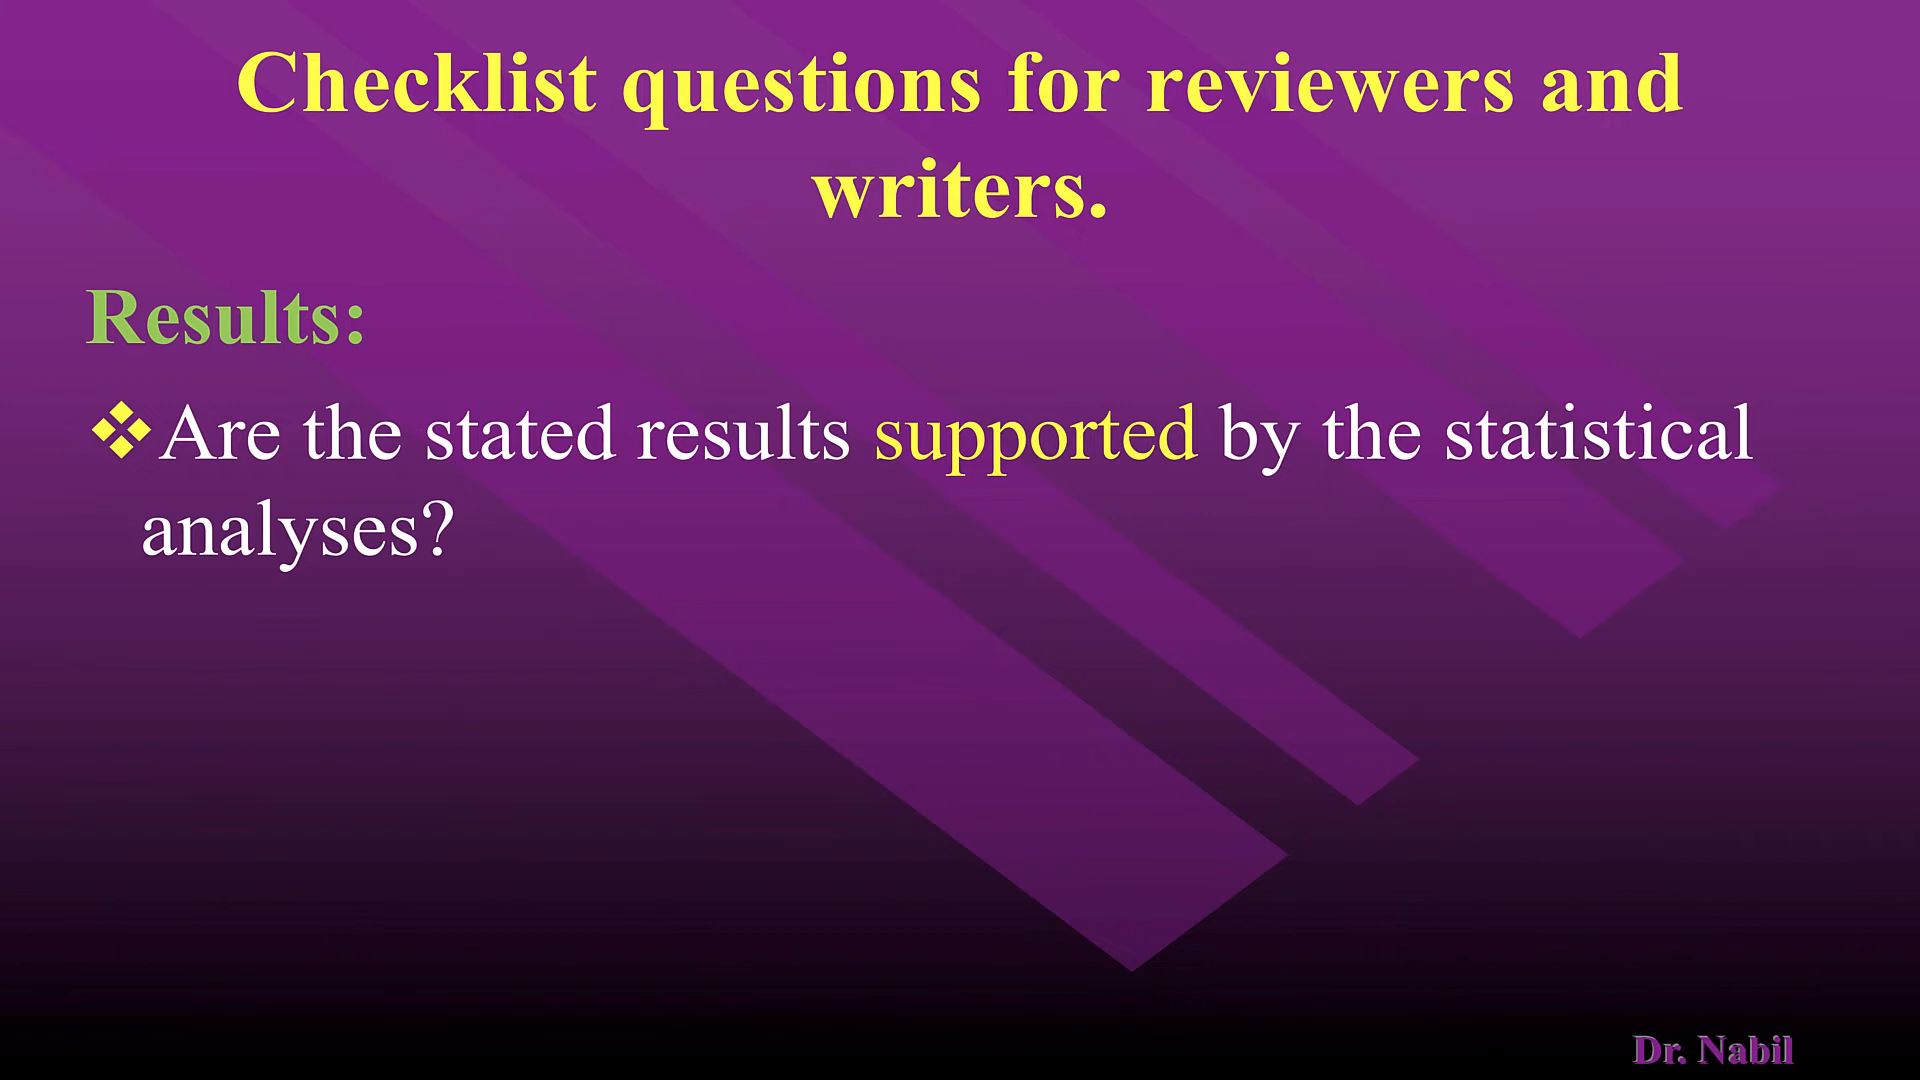 Checklist questions for reviewers and
writers.
Results:
❖Are the stated results supported by the statistical
analyses?
Dr. Nabil